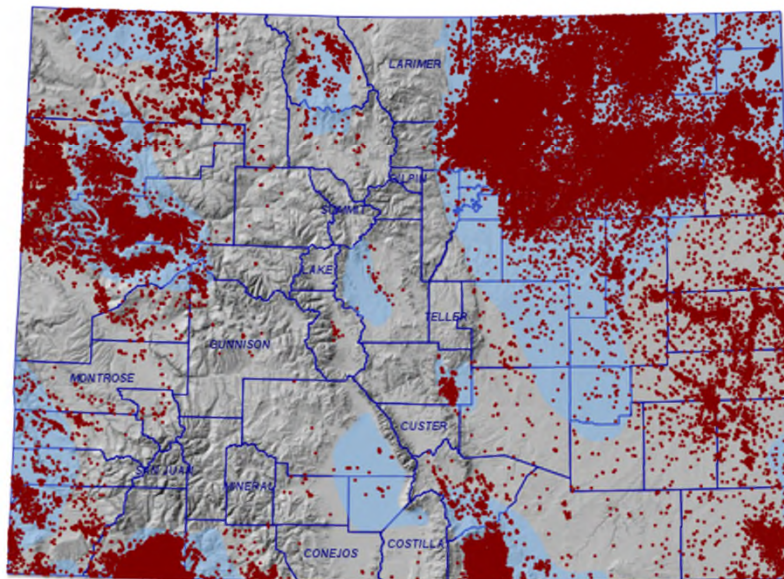 LARIMER
GILPIN
SUMMIT
LAKE
TELLER
GUNNISON
MONTROSE
CUSTER
SAN JUAN
MINERAL
CONEJOS
COSTILLA